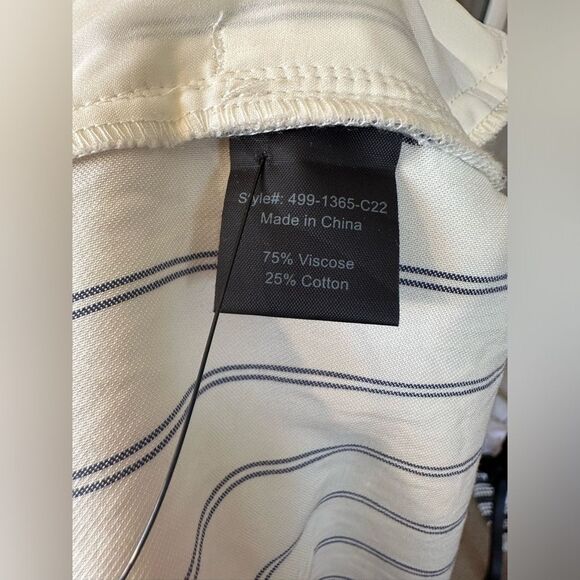 Style#: 499-1365-C22
Made in China
75% Viscose
25% Cotton